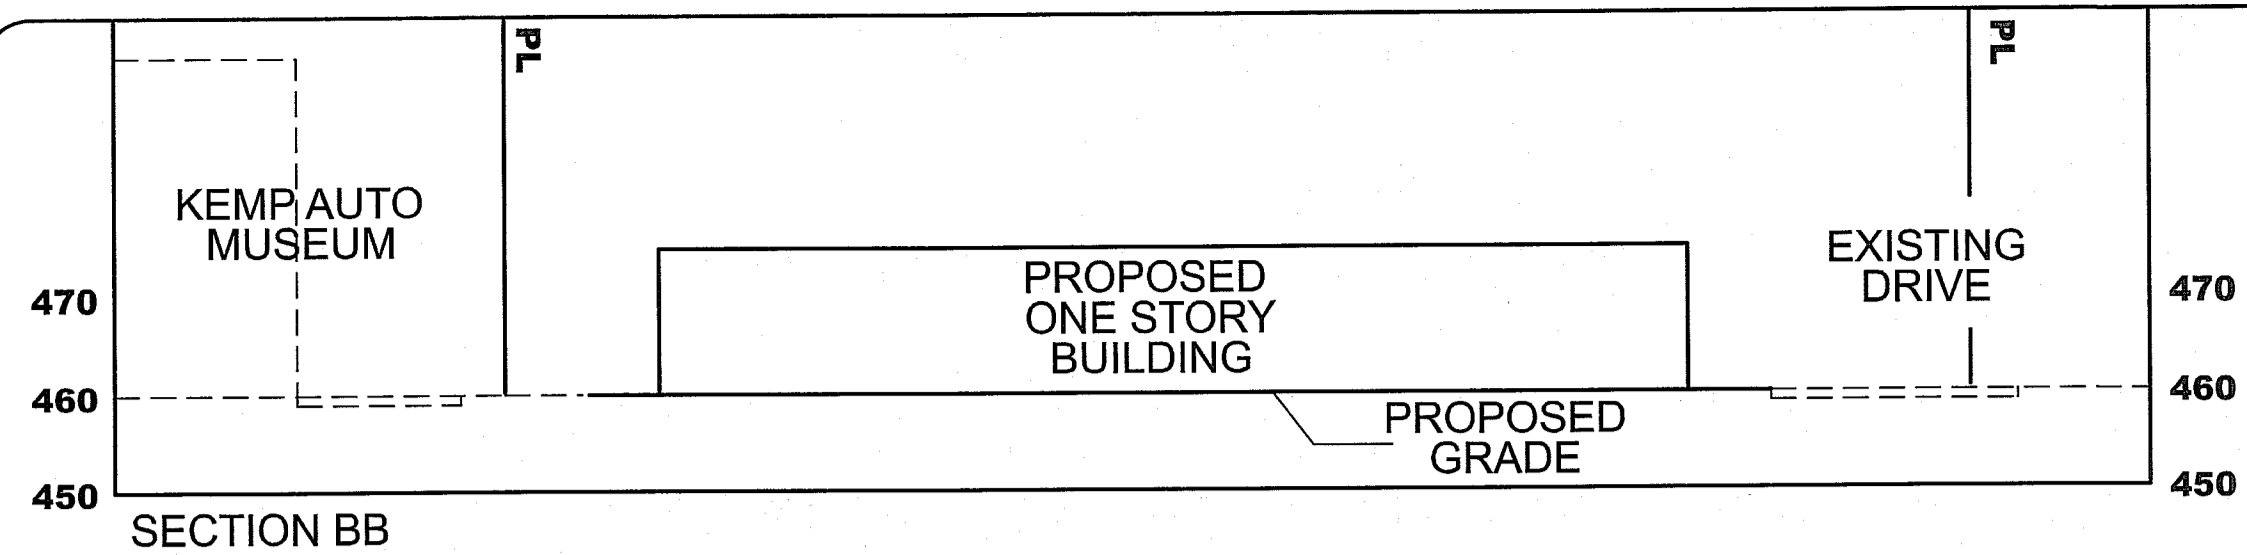 PL
PL
KEMP AUTO
MUSEUM
EXISTING
DRIVE
PROPOSED
ONE STORY
BUILDING
470
470
460
460
PROPOSED
GRADE
450
450
SECTION BB